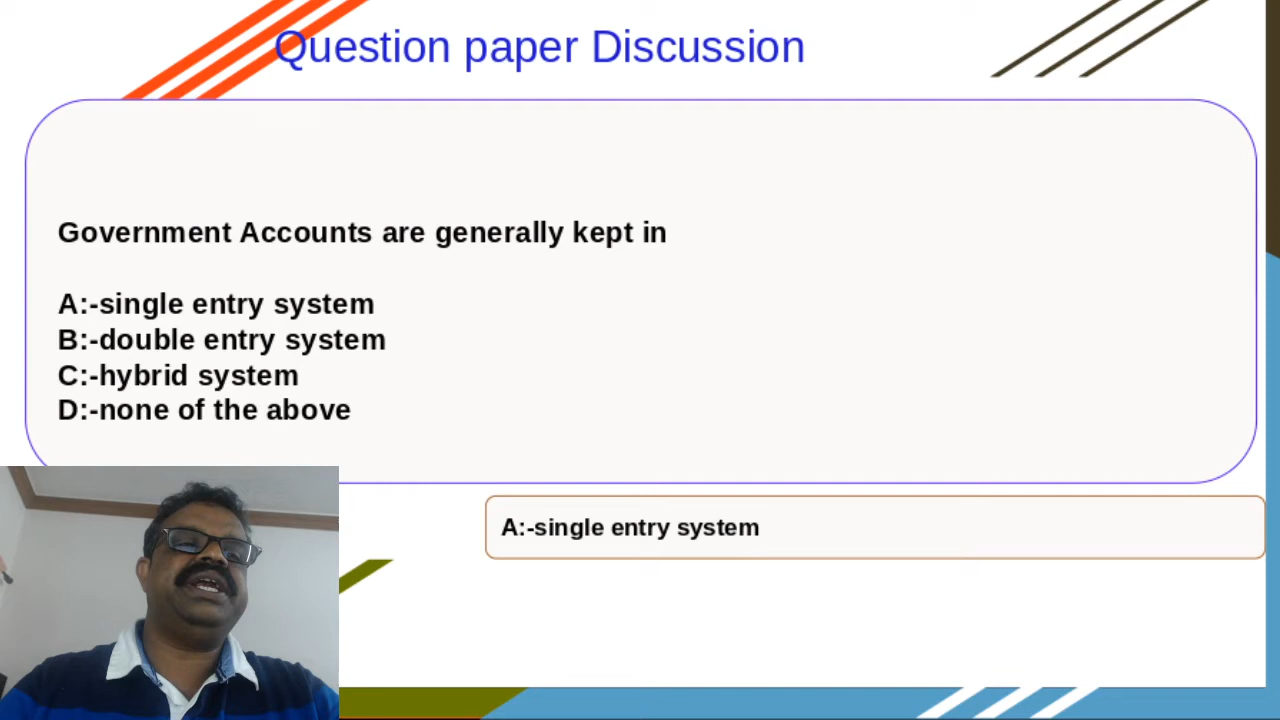 Question paper Discussion
Government Accounts are generally kept in
A:-single entry system
B:-double entry system
C:-hybrid system
D:-none of the above
A:-single entry system